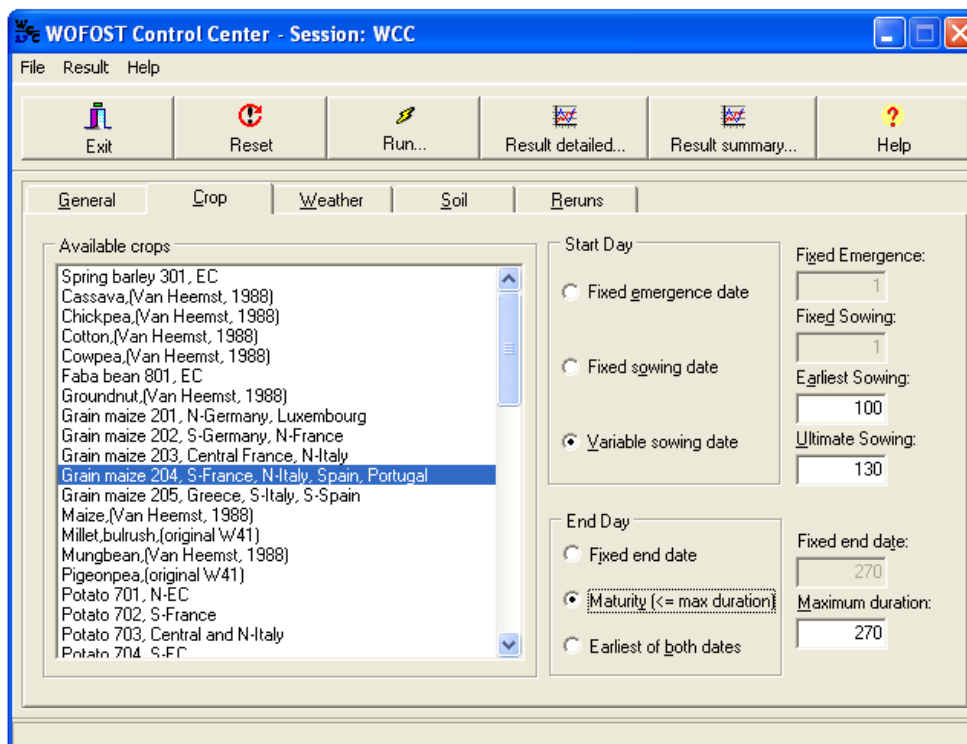 WOFOST Control Center - Session: WCC
File Result Help
Exit Reset Run... Result detailed... Result summary... Help
General Crop Weather Soil Reruns
Available crops
Spring barley 301, EC
Cassava,(Van Heemst, 1988)
Chickpea,(Van Heemst, 1988)
Cotton,(Van Heemst, 1988)
Cowpea,(Van Heemst, 1988)
Faba bean 801, EC
Groundnut,(Van Heemst, 1988)
Grain maize 201, N-Germany, Luxembourg
Grain maize 202, S-Germany, N-France
Grain maize 203, Central France, N-Italy
Grain maize 204, S-France, N-Italy, Spain, Portugal
Grain maize 205, Greece, S-Italy, S-Spain
Maize,(Van Heemst, 1988)
Millet,bulrush,(original W41)
Mungbean,(Van Heemst, 1988)
Pigeonpea,(original W41)
Potato 701, N-EC
Potato 702, S-France
Potato 703, Central and N-Italy
Potato 704, S-EC
Start Day
Fixed emergence date
Fixed sowing date
Variable sowing date
Fixed Emergence:
1
Fixed Sowing:
1
Earliest Sowing:
100
Ultimate Sowing:
130
End Day
Fixed end date
Maturity (<= max duration)
Earliest of both dates
Fixed end date:
270
Maximum duration:
270